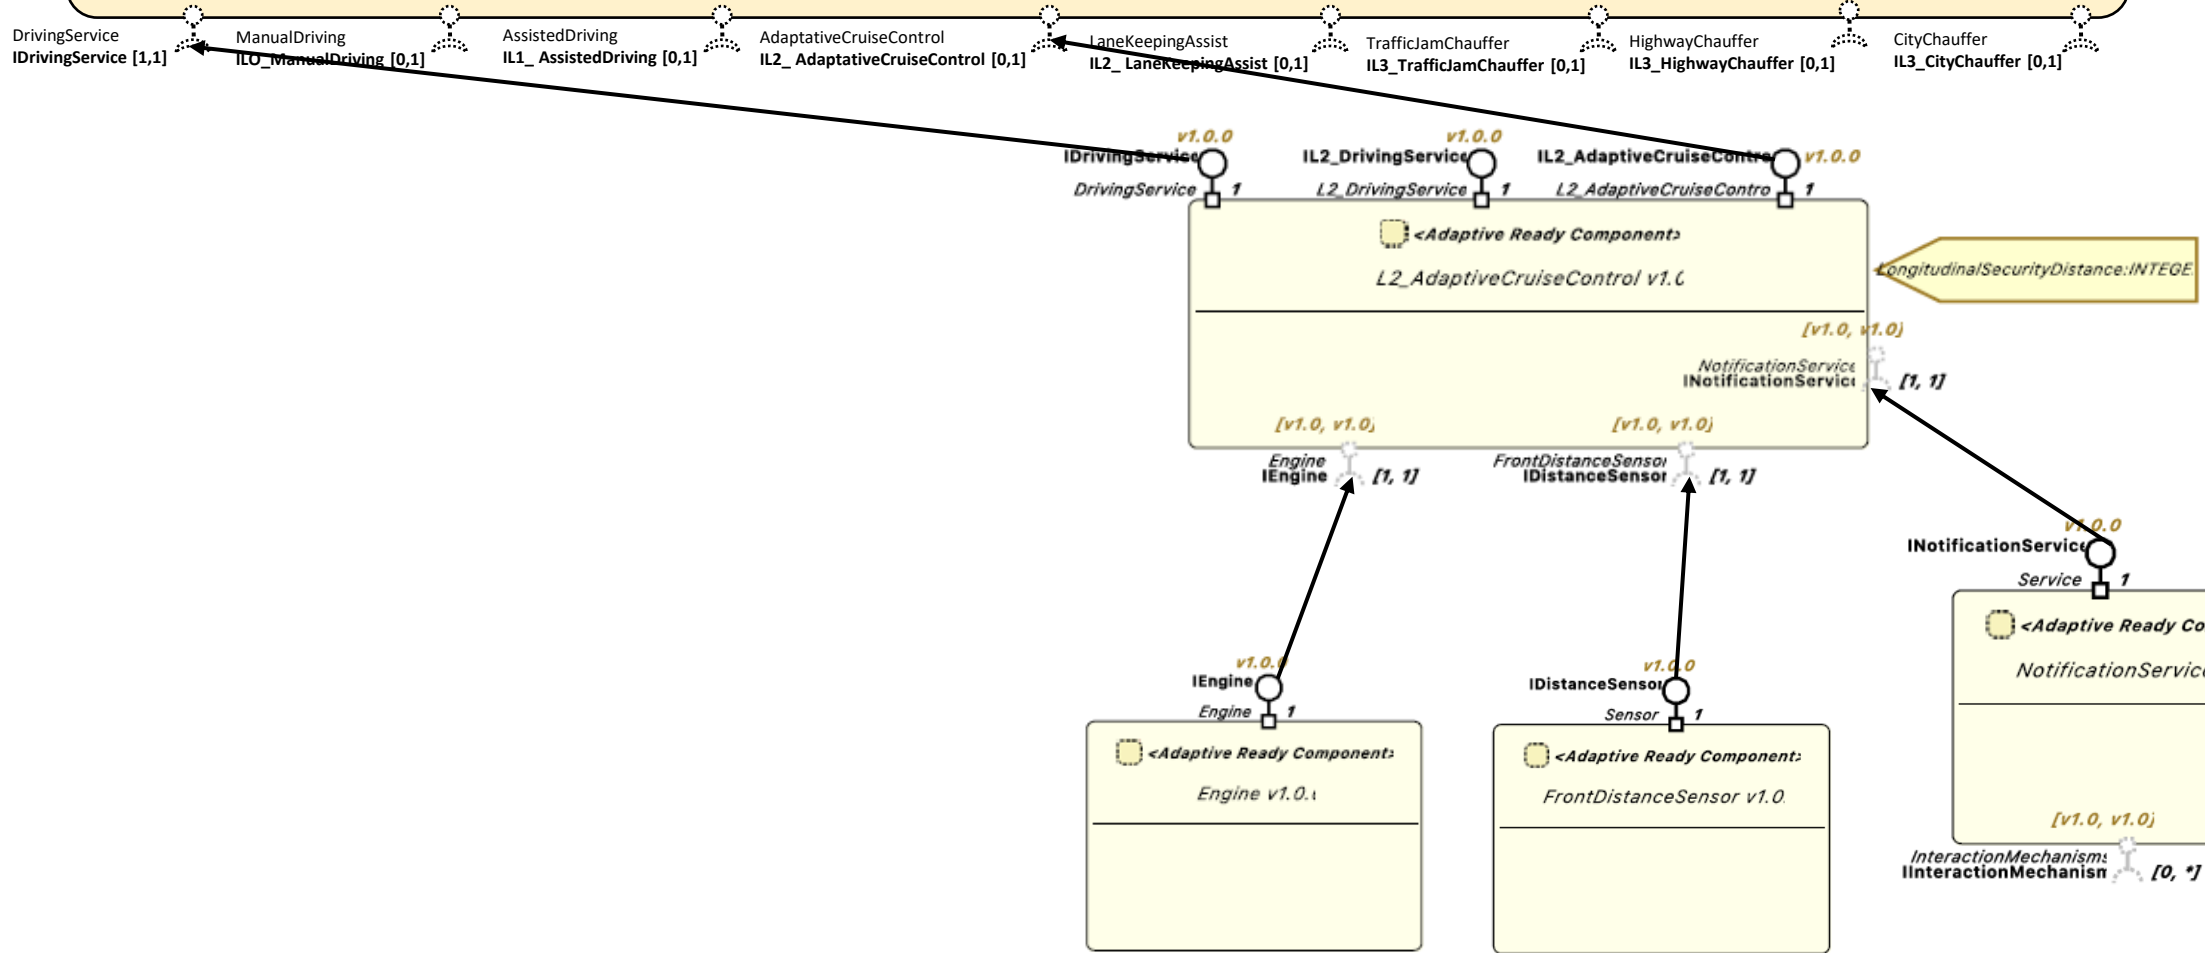 DrivingService
IDrivingService [1,1]
ManualDriving
IL0_ManualDriving [0,1]
AssistedDriving
IL1_ AssistedDriving [0,1]
AdaptativeCruiseControl
IL2_ AdaptativeCruiseControl [0,1]
LaneKeepingAssist
IL2_ LaneKeepingAssist [0,1]
TrafficJamChauffer
IL3_TrafficJamChauffer [0,1]
HighwayChauffer
IL3_HighwayChauffer [0,1]
CityChauffer
IL3_CityChauffer [0,1]
v1.0.0
IDrivingService
DrivingService 1
v1.0.0
IL2_DrivingService
L2_DrivingService 1
IL2_AdaptiveCruiseContro v1.0.0
L2_AdaptiveCruiseContro 1
<Adaptive Ready Component>
L2_AdaptiveCruiseControl v1.0
LongitudinalSecurityDistance:INTEGE
[v1.0, v1.0]
NotificationService
INotificationService [1, 1]
[v1.0, v1.0]
Engine
IEngine [1, 1]
[v1.0, v1.0]
FrontDistanceSensor
IDistanceSensor [1, 1]
v1.0.0
INotificationService
Service 1
<Adaptive Ready Co
NotificationService
[v1.0, v1.0]
InteractionMechanisms
IInteractionMechanism [0, *]
v1.0.0
IEngine
Engine 1
<Adaptive Ready Component>
Engine v1.0.
v1.0.0
IDistanceSensor
Sensor 1
<Adaptive Ready Component>
FrontDistanceSensor v1.0.